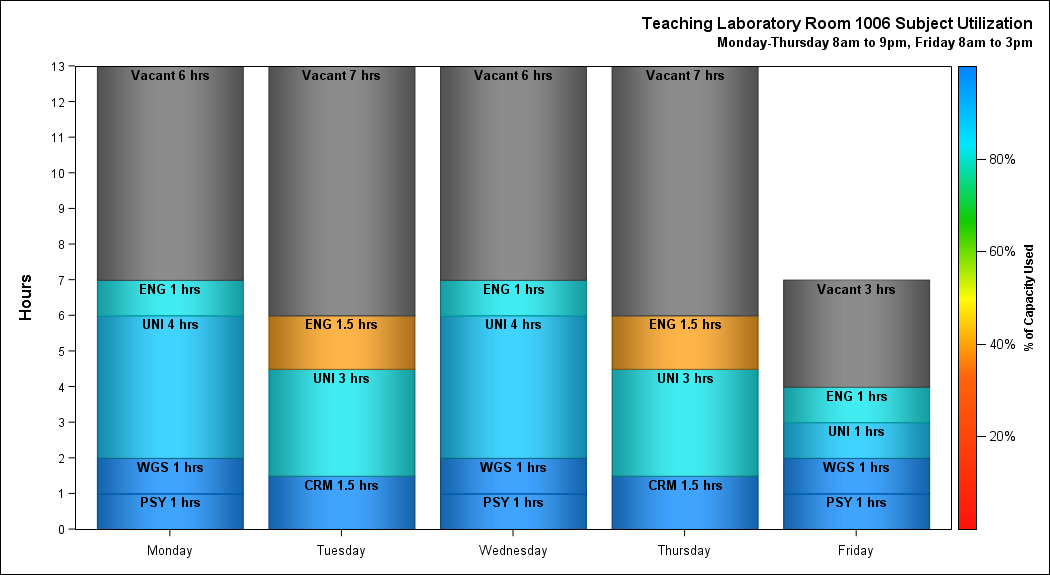 Teaching Laboratory Room 1006 Subject Utilization
Monday-Thursday 8am to 9pm, Friday 8am to 3pm
Hours
13
12
11
10
9
8
7
6
5
4
3
2
1
0
Vacant 6 hrs
ENG 1 hrs
UNI 4 hrs
WGS 1 hrs
PSY 1 hrs
Vacant 7 hrs
ENG 1.5 hrs
UNI 3 hrs
CRM 1.5 hrs
Vacant 6 hrs
ENG 1 hrs
UNI 4 hrs
WGS 1 hrs
PSY 1 hrs
Vacant 7 hrs
ENG 1.5 hrs
UNI 3 hrs
CRM 1.5 hrs
Vacant 3 hrs
ENG 1 hrs
UNI 1 hrs
WGS 1 hrs
PSY 1 hrs
Monday
Tuesday
Wednesday
Thursday
Friday
80%
60%
40%
20%
% of Capacity Used